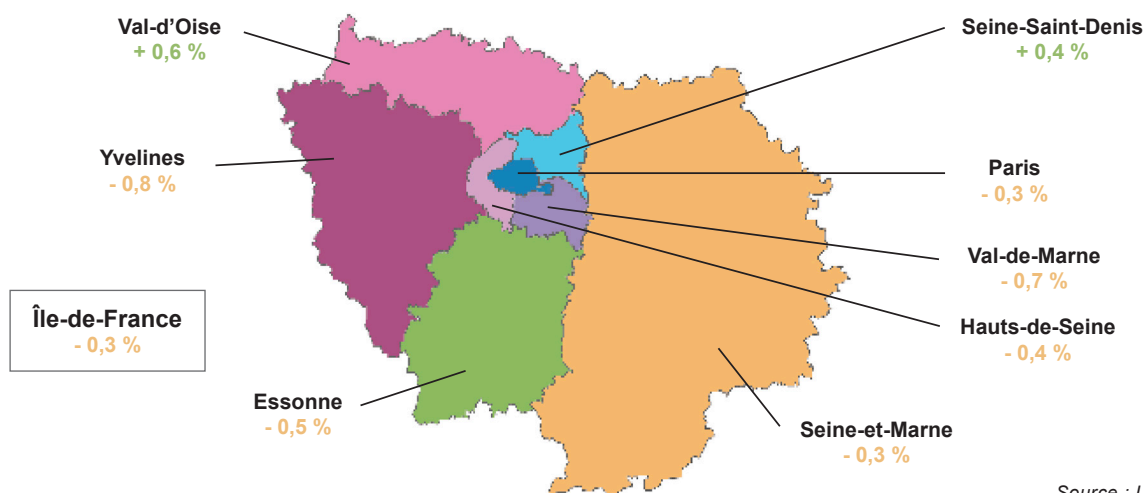 Val-d'Oise
+ 0,6 %
Seine-Saint-Denis
+ 0,4 %
Yvelines
- 0,8 %
Paris
- 0,3 %
Val-de-Marne
- 0,7 %
Île-de-France
- 0,3 %
Hauts-de-Seine
- 0,4 %
Essonne
- 0,5 %
Seine-et-Marne
- 0,3 %
Source :